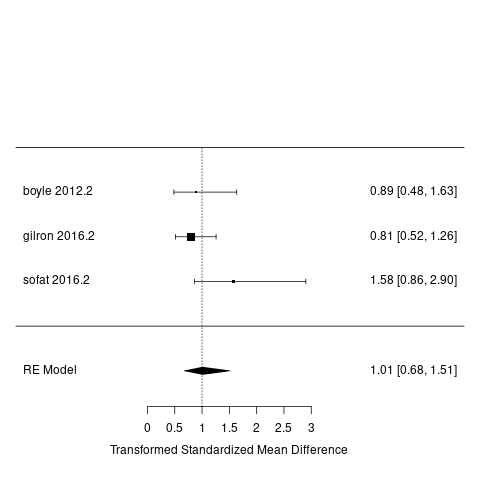 boyle 2012.2 0.89 [0.48, 1.63]
gilron 2016.2 0.81 [0.52, 1.26]
sofat 2016.2 1.58 [0.86, 2.90]
RE Model 1.01 [0.68, 1.51]
0 0.5 1 1.5 2 2.5 3
Transformed Standardized Mean Difference